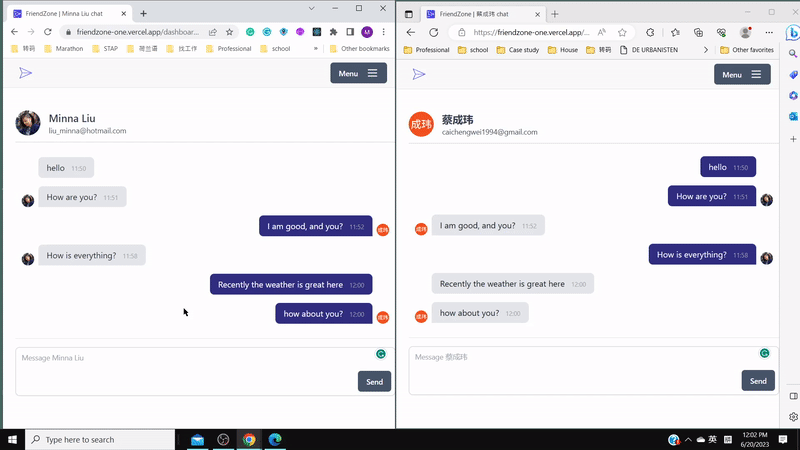 FriendZone | Minna Liu chat
friendzone-one.vercel.app/dashboar...
转码
Marathon
STAP
荷兰语
找工作
Professional
school
Other bookmarks
Menu
Minna Liu
liu_minna@hotmail.com
hello 11:50
How are you? 11:51
I am good, and you? 11:52
成玮
How is everything? 11:58
Recently the weather is great here 12:00
how about you? 12:00
成玮
Message Minna Liu
Send
FriendZone | 蔡成玮 chat
https://friendzone-one.vercel.app/...
Professional
school
Case study
House
转码
DE URBANISTEN
Other favorites
Menu
成玮
蔡成玮
caichengwei1994@gmail.com
hello 11:50
How are you? 11:51
成玮
I am good, and you? 11:52
How is everything? 11:58
Recently the weather is great here 12:00
成玮
how about you? 12:00
Message 蔡成玮
Send
Type here to search
英
12:02 PM
6/20/2023